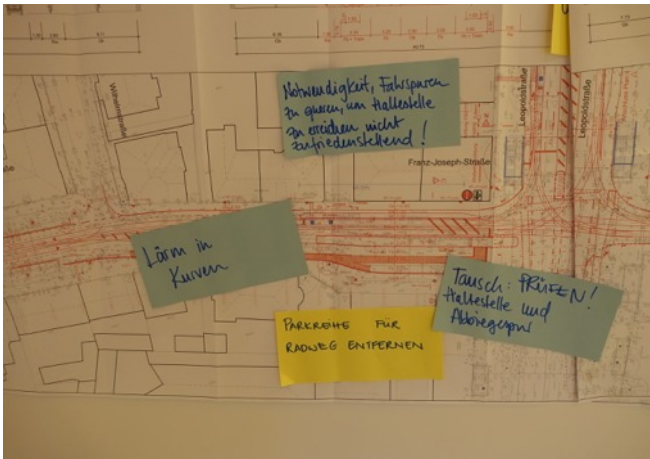 Wilhelmstraße
Leopoldstraße
Leopoldstraße
Notwendigkeit, Fahrspuren
zu queren, um Haltestelle
zu erreichen nicht
zufriedenstellend!
Franz-Joseph-Straße
Lärm in
Kurven
Tausch: PRÜFEN!
Haltestelle und
Abbiegespur
PARKREIHE FÜR
RADWEG ENTFERNEN